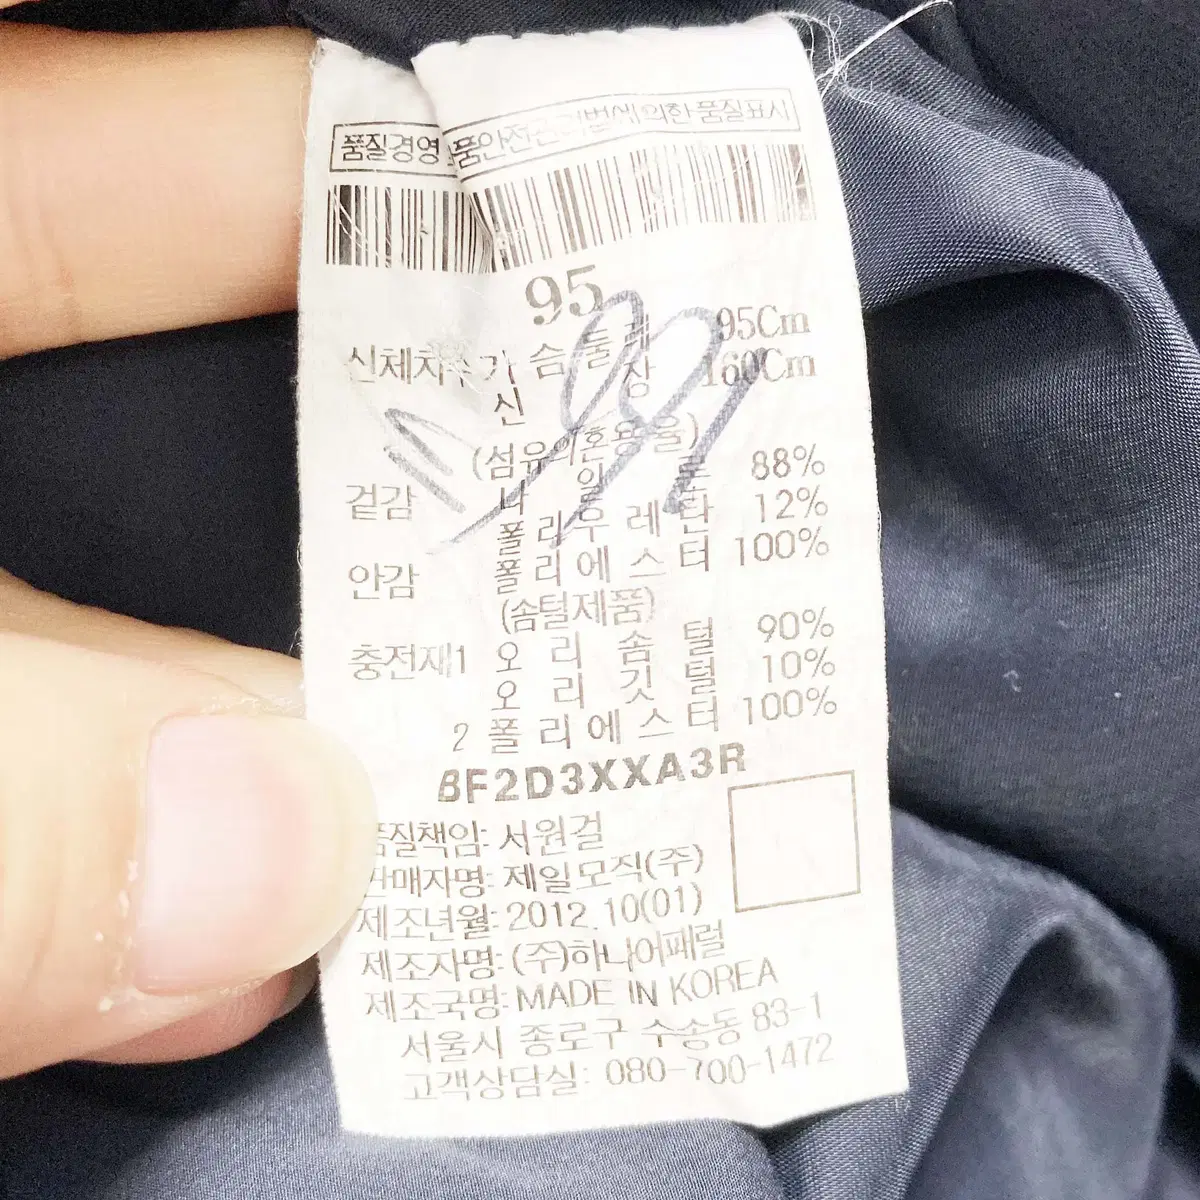 품질경영 품안전관리법에 의한 품질표시
95
신체치수 가슴둘레 95Cm
신장 160Cm
(섬유의혼용율)
겉감 나일론 88%
폴리우레탄 12%
안감 폴리에스터 100%
(솜털제품)
충전재1 오리솜털 90%
오리깃털 10%
2 폴리에스터 100%
BF2D3XXA3R
품질책임: 서원걸
판매자명: 제일모직(주)
제조년월: 2012.10(01)
제조자명: (주)하나어패럴
제조국명: MADE IN KOREA
서울시 종로구 수송동 83-1
고객상담실: 080-700-1472